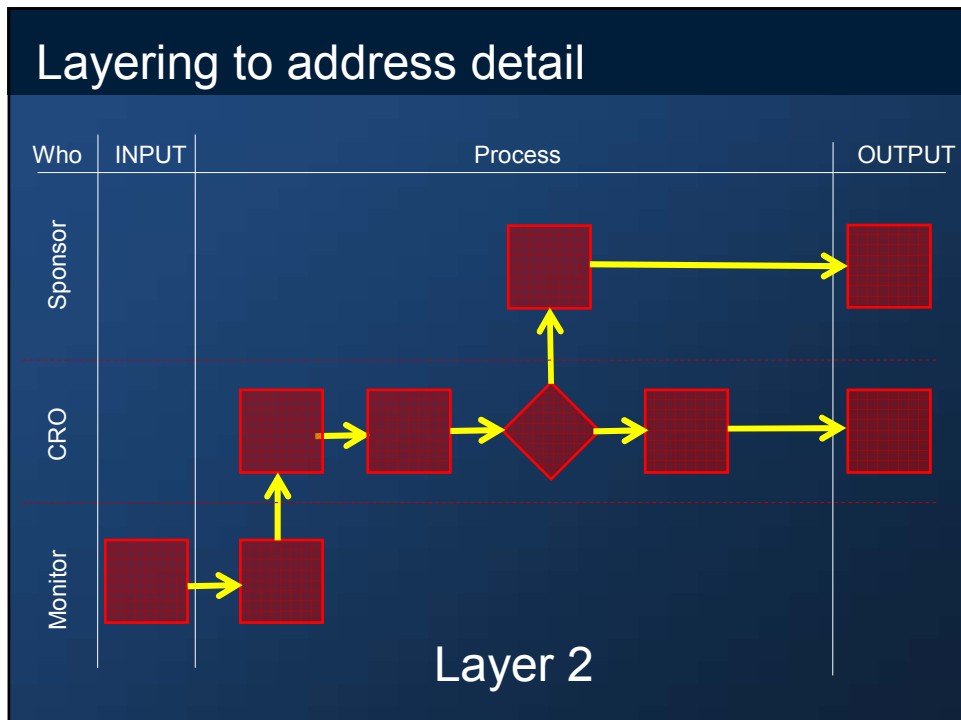 Layering to address detail
Who INPUT Process OUTPUT
Sponsor
CRO
Monitor
Layer 2